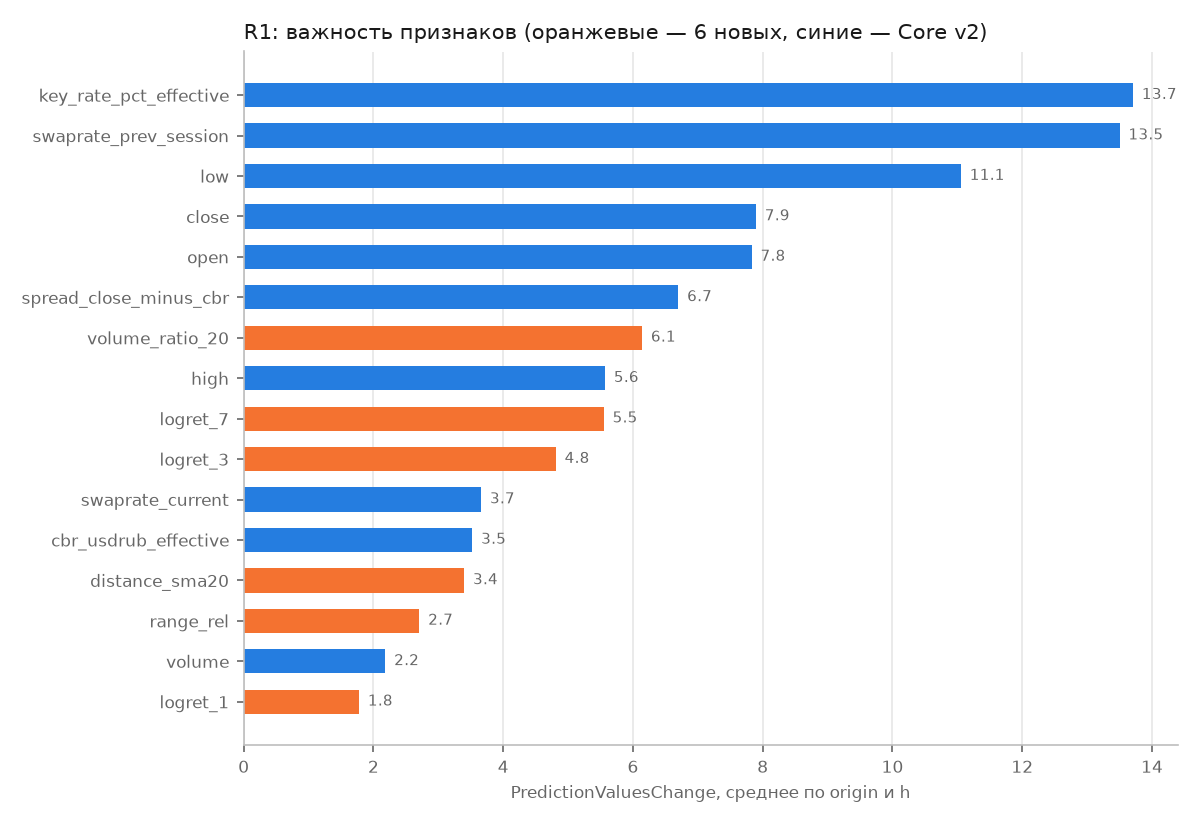 R1: важность признаков (оранжевые — 6 новых, синие — Core v2)
key_rate_pct_effective 13.7
swaprate_prev_session 13.5
low 11.1
close 7.9
open 7.8
spread_close_minus_cbr 6.7
volume_ratio_20 6.1
high 5.6
logret_7 5.5
logret_3 4.8
swaprate_current 3.7
cbr_usdrub_effective 3.5
distance_sma20 3.4
range_rel 2.7
volume 2.2
logret_1 1.8
0 2 4 6 8 10 12 14
PredictionValuesChange, среднее по origin и h